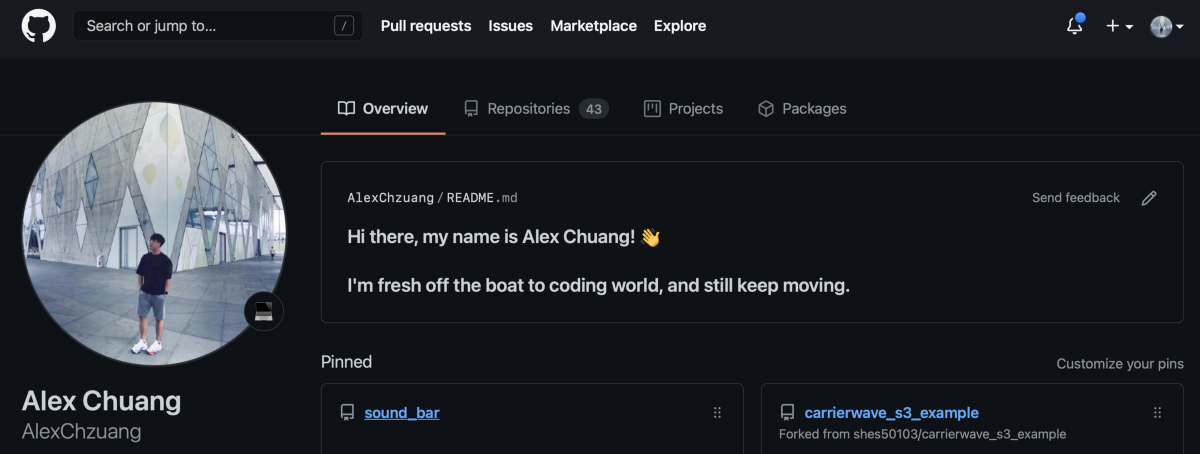 Search or jump to... /
Pull requests Issues Marketplace Explore
Overview Repositories 43 Projects Packages
AlexChzuang/README.md Send feedback
Hi there, my name is Alex Chuang! 👋
I'm fresh off the boat to coding world, and still keep moving.
Alex Chuang
AlexChzuang
Pinned Customize your pins
sound_bar
carrierwave_s3_example
Forked from shes50103/carrierwave_s3_example